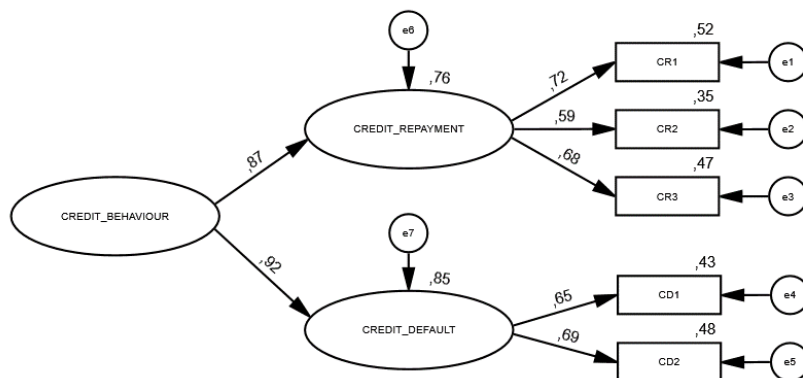 e6
,76
CREDIT_REPAYMENT
,72
,52
CR1
e1
,59
,35
CR2
e2
,68
,47
CR3
e3
,87
CREDIT_BEHAVIOUR
,92
e7
,85
CREDIT_DEFAULT
,65
,43
CD1
e4
,69
,48
CD2
e5